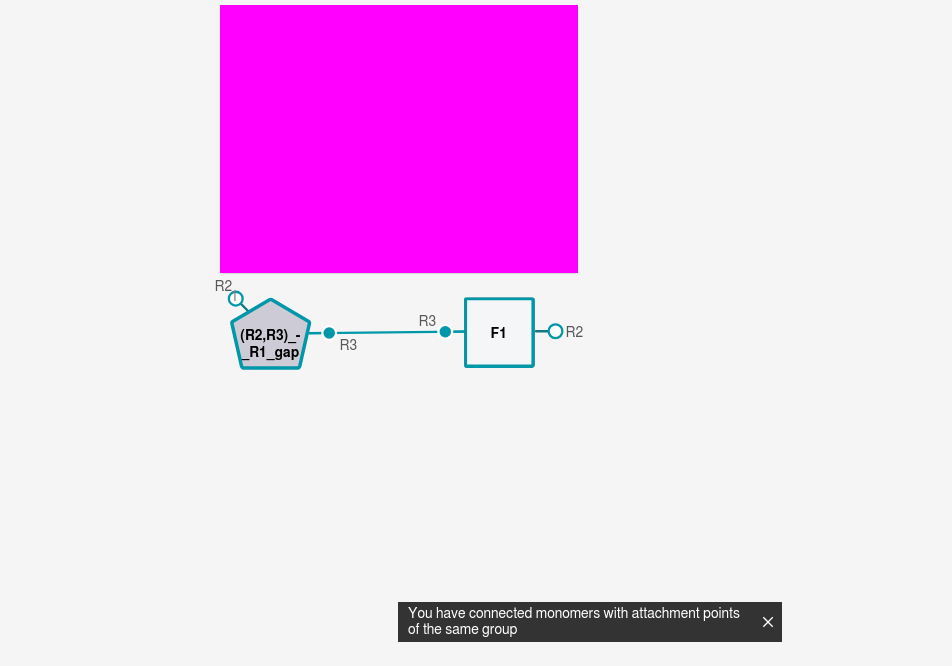 R2
(R2,R3)_-
_R1_gap
R3
R3
F1
R2
You have connected monomers with attachment points
of the same group